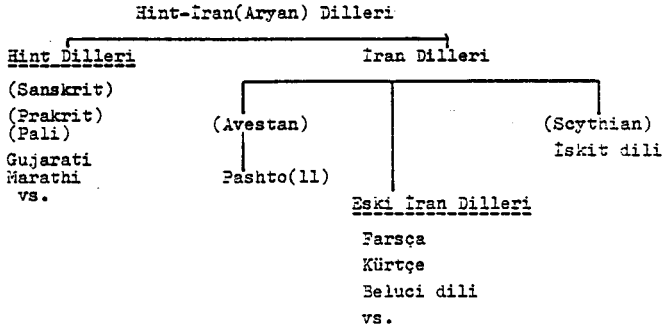 Hint-İran(Aryan) Dilleri
Hint Dilleri
İran Dilleri
(Sanskrit)
(Prakrit)
(Pali)
Gujarati
Marathi
vs.
(Avestan)
Pashto(11)
(Scythian)
İskit dili
Eski İran Dilleri
Farsça
Kürtçe
Beluci dili
vs.